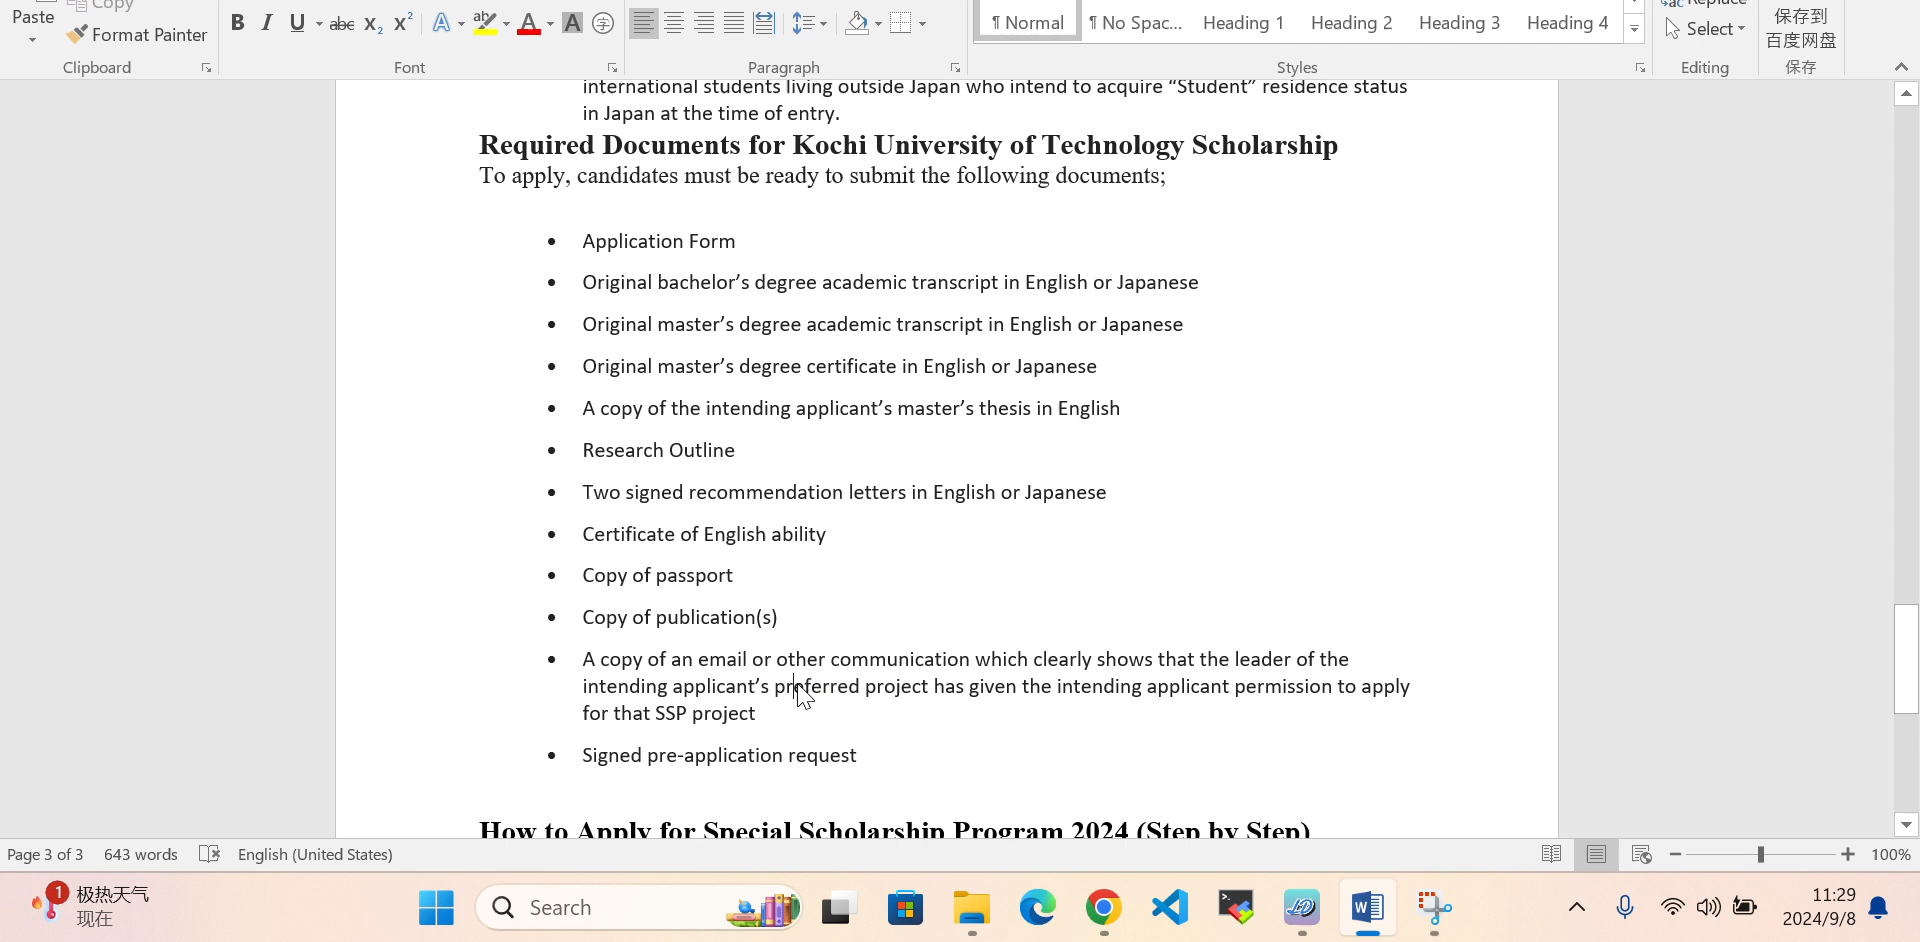 Paste
Copy
Format Painter
Clipboard
B I U abc X₂ X² A ab A A 字
Font
Paragraph
¶ Normal
¶ No Spac...
Heading 1
Heading 2
Heading 3
Heading 4
Styles
Replace
Select
Editing
保存到
百度网盘
保存
international students living outside Japan who intend to acquire “Student” residence status
in Japan at the time of entry.
Required Documents for Kochi University of Technology Scholarship
To apply, candidates must be ready to submit the following documents;
• Application Form
• Original bachelor’s degree academic transcript in English or Japanese
• Original master’s degree academic transcript in English or Japanese
• Original master’s degree certificate in English or Japanese
• A copy of the intending applicant’s master’s thesis in English
• Research Outline
• Two signed recommendation letters in English or Japanese
• Certificate of English ability
• Copy of passport
• Copy of publication(s)
• A copy of an email or other communication which clearly shows that the leader of the
intending applicant’s preferred project has given the intending applicant permission to apply
for that SSP project
• Signed pre-application request
How to Apply for Special Scholarship Program 2024 (Step by Step)
Page 3 of 3 643 words English (United States) 100%
1
极热天气
现在
Search
11:29
2024/9/8